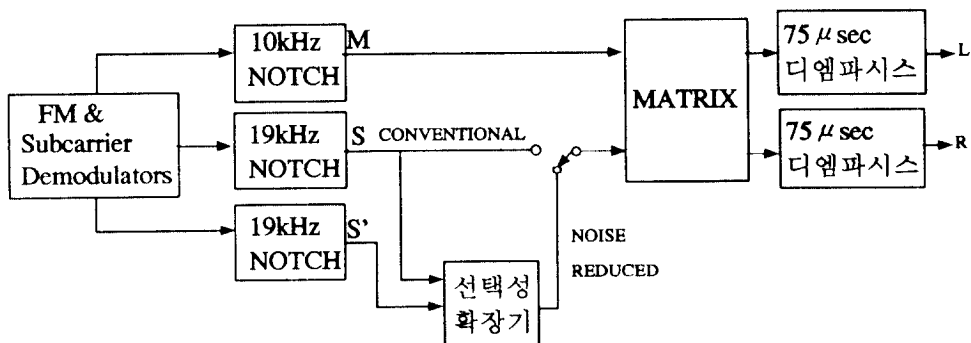 FM &
Subcarrier
Demodulators
10kHz
NOTCH
M
19kHz
NOTCH
S
CONVENTIONAL
19kHz
NOTCH
S'
선택성
확장기
NOISE
REDUCED
MATRIX
75 μsec
디엠파시스
L
75 μsec
디엠파시스
R